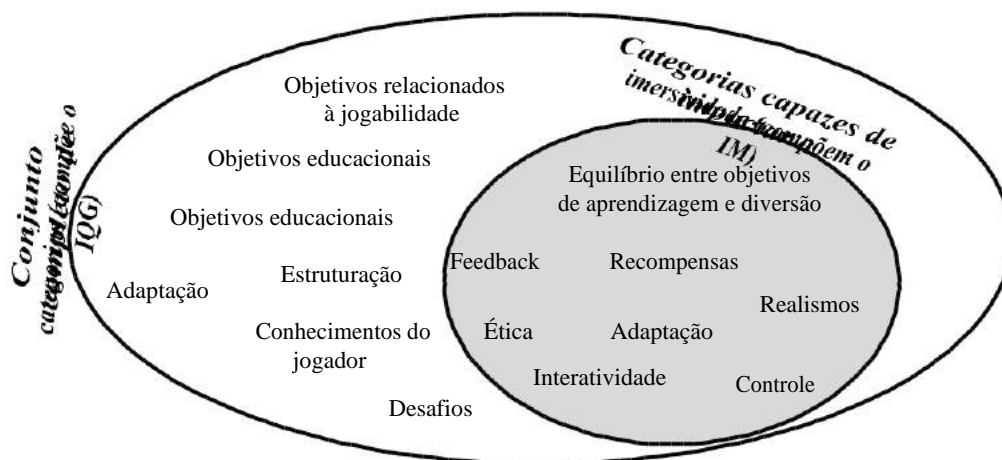 Categorias capazes de
IM)
Conjunto
IQG)
Objetivos relacionados
à jogabilidade
Objetivos educacionais
Objetivos educacionais
Adaptação
Estruturação
Conhecimentos do
jogador
Desafios
Equilíbrio entre objetivos
de aprendizagem e diversão
Feedback
Recompensas
Realismos
Ética
Adaptação
Interatividade
Controle